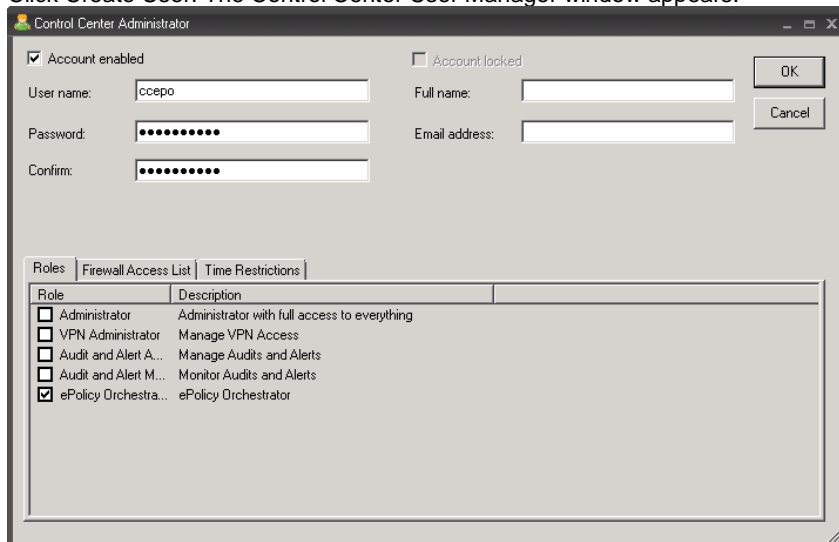 Click Create User. The Control Center User Manager window appears.
Control Center Administrator
Account enabled
Account locked
OK
User name:
ccepo
Full name:
Cancel
Password:
●●●●●●●●●●
Email address:
Confirm:
●●●●●●●●●●
Roles
Firewall Access List
Time Restrictions
Role
Description
Administrator
Administrator with full access to everything
VPN Administrator
Manage VPN Access
Audit and Alert A...
Manage Audits and Alerts
Audit and Alert M...
Monitor Audits and Alerts
ePolicy Orchestra...
ePolicy Orchestrator